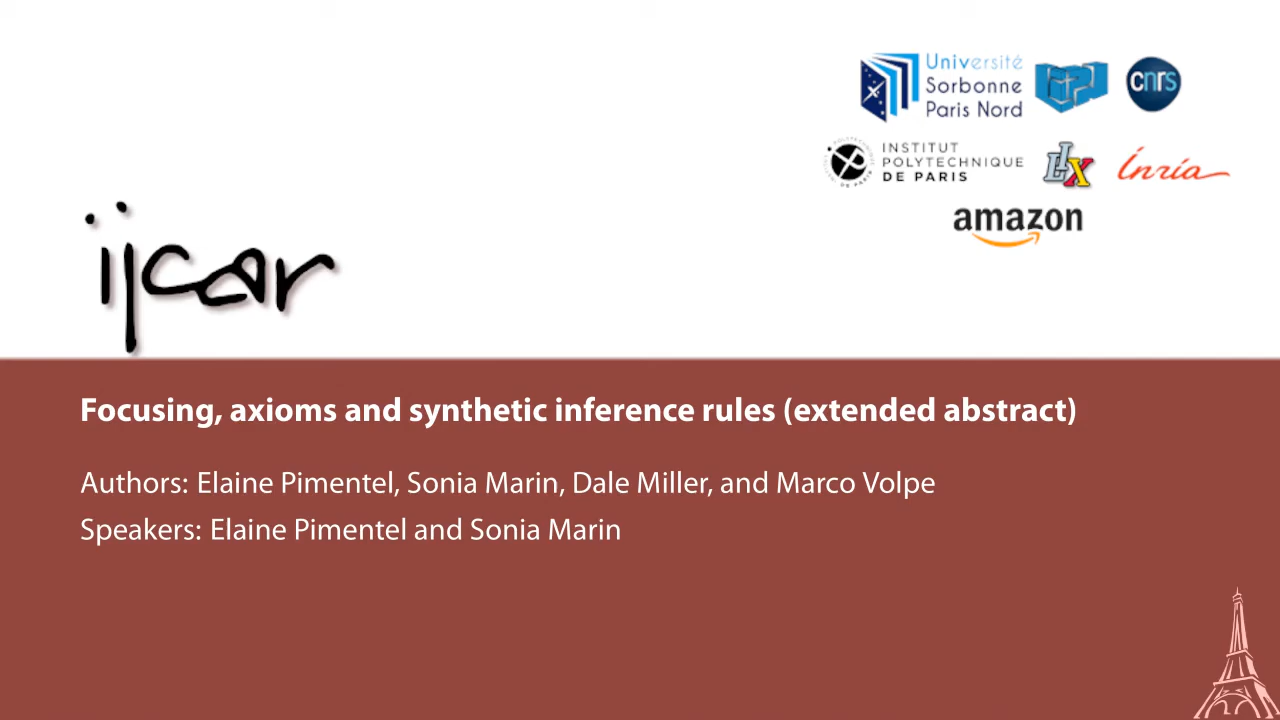 Université
Sorbonne
Paris Nord
cnrs
INSTITUT
POLYTECHNIQUE
DE PARIS
LIX
Inria
amazon
ijcar
Focusing, axioms and synthetic inference rules (extended abstract)
Authors: Elaine Pimentel, Sonia Marin, Dale Miller, and Marco Volpe
Speakers: Elaine Pimentel and Sonia Marin